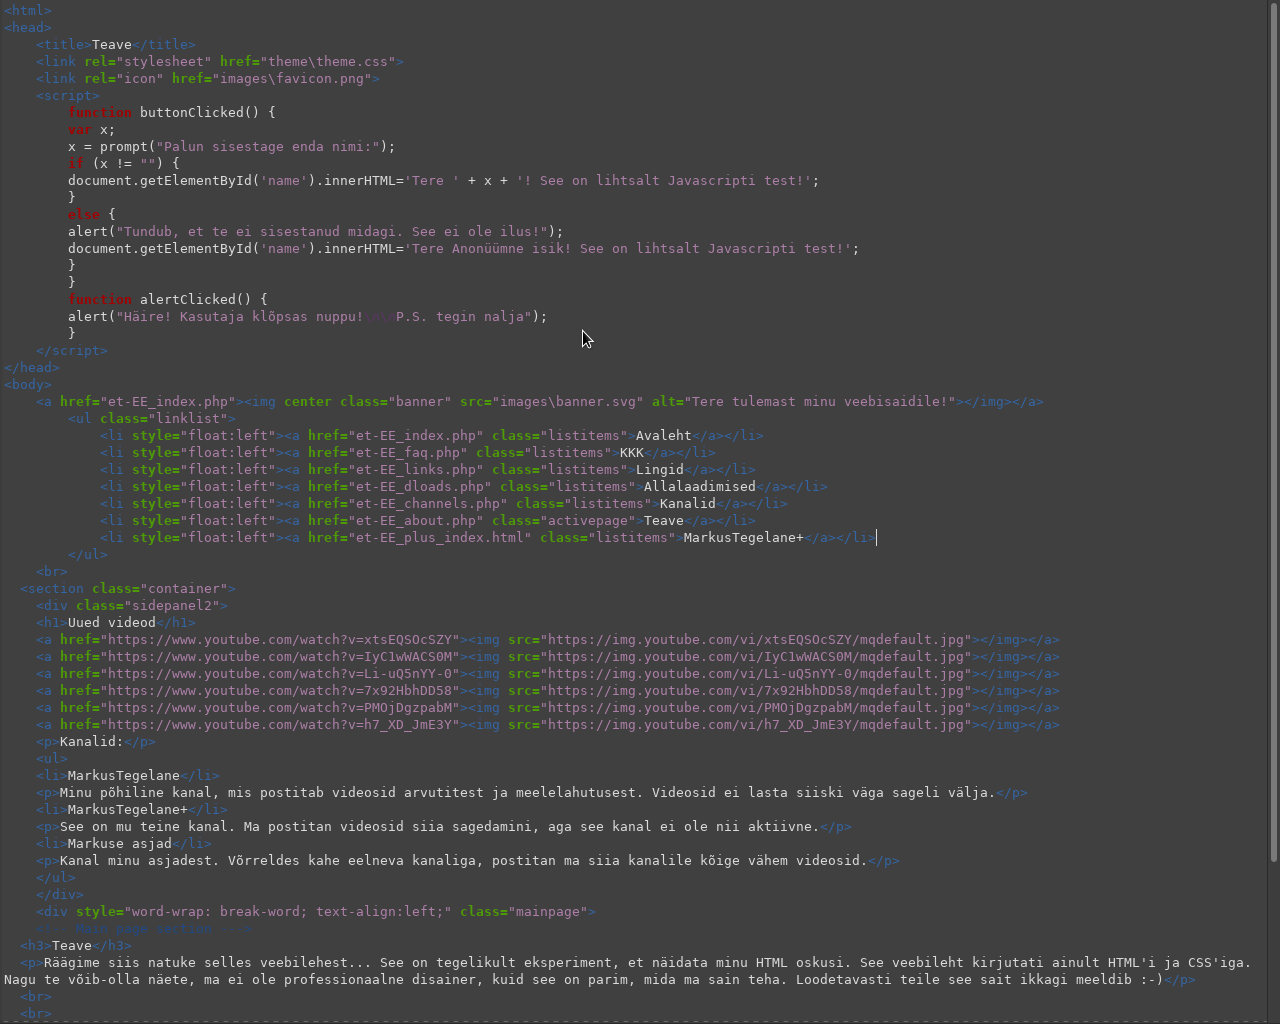 <html>
<head>
    <title>Teave</title>
    <link rel="stylesheet" href="theme\theme.css">
    <link rel="icon" href="images\favicon.png">
    <script>
        function buttonClicked() {
        var x;
        x = prompt("Palun sisestage enda nimi:");
        if (x != "") {
        document.getElementById('name').innerHTML='Tere ' + x + '! See on lihtsalt Javascripti test!';
        }
        else {
        alert("Tundub, et te ei sisestanud midagi. See ei ole ilus!");
        document.getElementById('name').innerHTML='Tere Anonüümne isik! See on lihtsalt Javascripti test!';
        }
        }
        function alertClicked() {
        alert("Häire! Kasutaja klõpsas nuppu!\n\nP.S. tegin nalja");
        }
    </script>
</head>
<body>
    <a href="et-EE_index.php"><img center class="banner" src="images\banner.svg" alt="Tere tulemast minu veebisaidile!"></img></a>
        <ul class="linklist">
            <li style="float:left"><a href="et-EE_index.php" class="listitems">Avaleht</a></li>
            <li style="float:left"><a href="et-EE_faq.php" class="listitems">KKK</a></li>
            <li style="float:left"><a href="et-EE_links.php" class="listitems">Lingid</a></li>
            <li style="float:left"><a href="et-EE_dloads.php" class="listitems">Allalaadimised</a></li>
            <li style="float:left"><a href="et-EE_channels.php" class="listitems">Kanalid</a></li>
            <li style="float:left"><a href="et-EE_about.php" class="activepage">Teave</a></li>
            <li style="float:left"><a href="et-EE_plus_index.html" class="listitems">MarkusTegelane+</a></li>
        </ul>
    <br>
  <section class="container">
    <div class="sidepanel2">
    <h1>Uued videod</h1>
    <a href="https://www.youtube.com/watch?v=xtsEQSOcSZY"><img src="https://img.youtube.com/vi/xtsEQSOcSZY/mqdefault.jpg"></img></a>
    <a href="https://www.youtube.com/watch?v=IyC1wWACS0M"><img src="https://img.youtube.com/vi/IyC1wWACS0M/mqdefault.jpg"></img></a>
    <a href="https://www.youtube.com/watch?v=Li-uQ5nYY-0"><img src="https://img.youtube.com/vi/Li-uQ5nYY-0/mqdefault.jpg"></img></a>
    <a href="https://www.youtube.com/watch?v=7x92HbhDD58"><img src="https://img.youtube.com/vi/7x92HbhDD58/mqdefault.jpg"></img></a>
    <a href="https://www.youtube.com/watch?v=PMOjDgzpabM"><img src="https://img.youtube.com/vi/PMOjDgzpabM/mqdefault.jpg"></img></a>
    <a href="https://www.youtube.com/watch?v=h7_XD_JmE3Y"><img src="https://img.youtube.com/vi/h7_XD_JmE3Y/mqdefault.jpg"></img></a>
    <p>Kanalid:</p>
    <ul>
    <li>MarkusTegelane</li>
    <p>Minu põhiline kanal, mis postitab videosid arvutitest ja meelelahutusest. Videosid ei lasta siiski väga sageli välja.</p>
    <li>MarkusTegelane+</li>
    <p>See on mu teine kanal. Ma postitan videosid siia sagedamini, aga see kanal ei ole nii aktiivne.</p>
    <li>Markuse asjad</li>
    <p>Kanal minu asjadest. Võrreldes kahe eelneva kanaliga, postitan ma siia kanalile kõige vähem videosid.</p>
    </ul>
    </div>
    <div style="word-wrap: break-word; text-align:left;" class="mainpage">
    <!-- Main page section -->
  <h3>Teave</h3>
  <p>Räägime siis natuke selles veebilehest... See on tegelikult eksperiment, et näidata minu HTML oskusi. See veebileht kirjutati ainult HTML'i ja CSS'iga.
Nagu te võib-olla näete, ma ei ole professionaalne disainer, kuid see on parim, mida ma sain teha. Loodetavasti teile see sait ikkagi meeldib :-)</p>
  <br>
  <br>